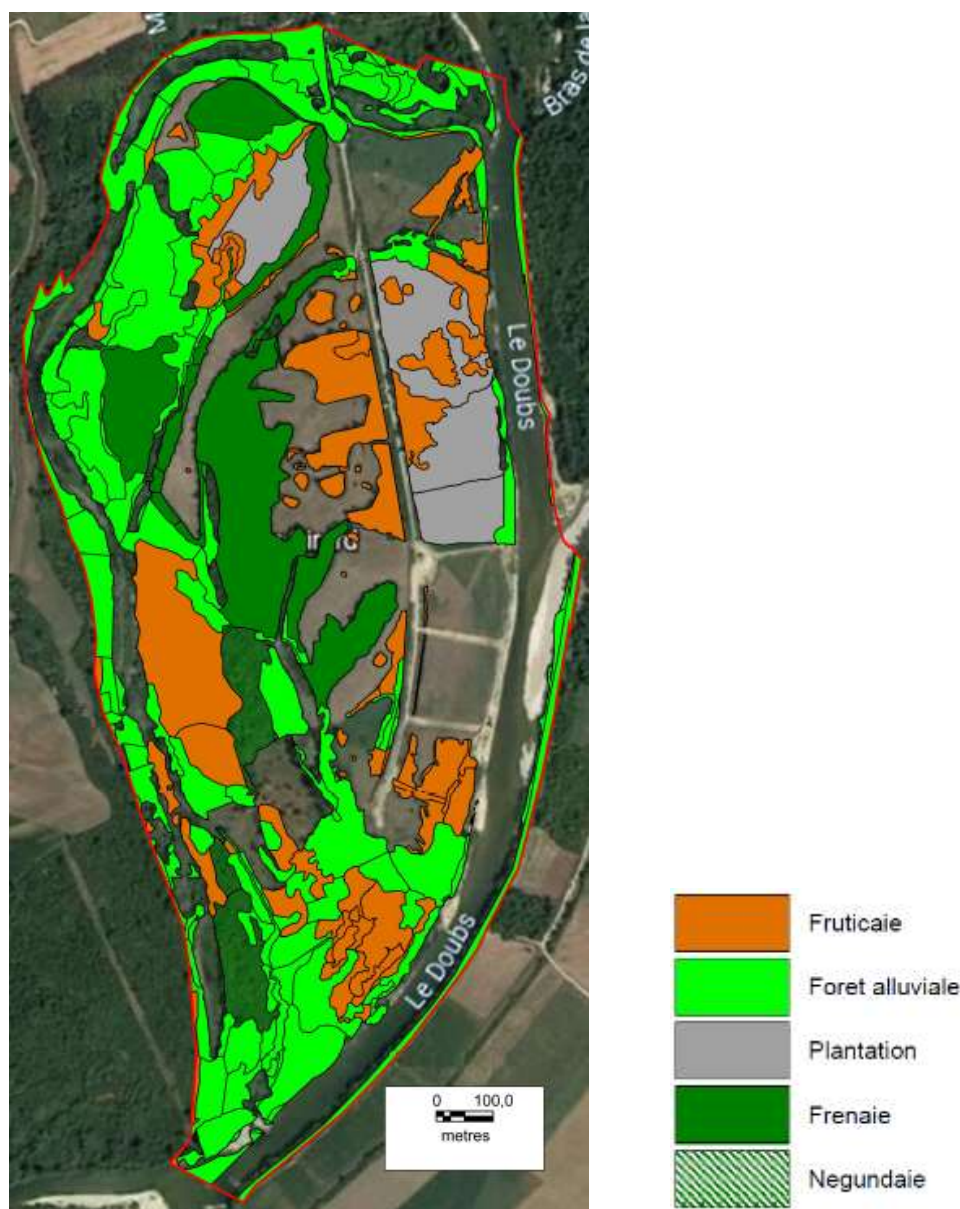 M
Bras de la
Le Doubs
Le Doubs
0 100,0
metres
Fruticaie
Foret alluviale
Plantation
Frenaie
Negundaie